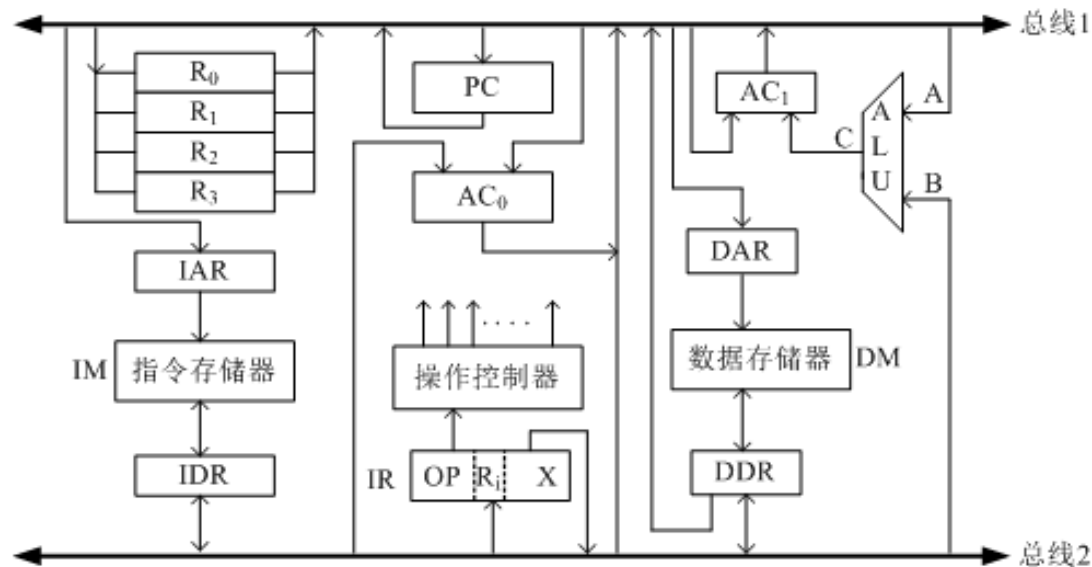 总线1
R₀
R₁
R₂
R₃
PC
AC₀
AC₁
A
ALU
C
B
IAR
DAR
IM 指令存储器
操作控制器
数据存储器 DM
IDR
IR OP Rᵢ X
DDR
总线2